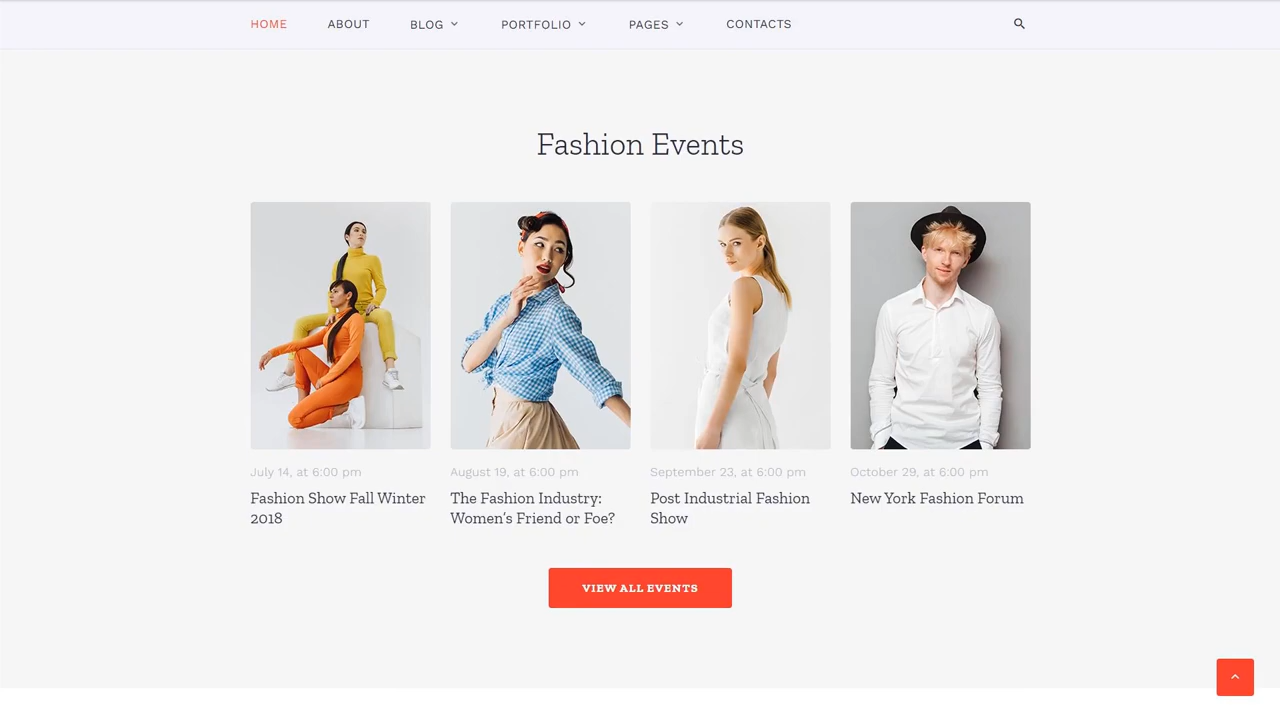 HOME ABOUT BLOG PORTFOLIO PAGES CONTACTS
Fashion Events
July 14, at 6:00 pm
Fashion Show Fall Winter
2018
August 19, at 6:00 pm
The Fashion Industry:
Women’s Friend or Foe?
September 23, at 6:00 pm
Post Industrial Fashion
Show
October 29, at 6:00 pm
New York Fashion Forum
VIEW ALL EVENTS